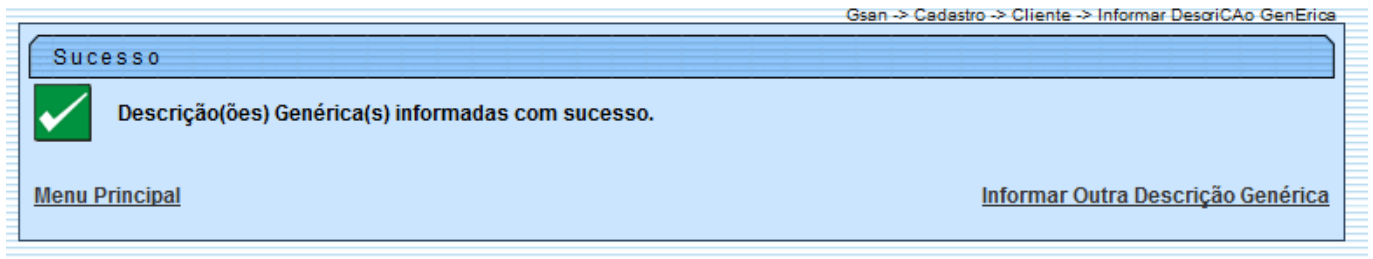 Gsan -> Cadastro -> Cliente -> Informar DescriCAo GenErica
Sucesso
Descrição(ões) Genérica(s) informadas com sucesso.
Menu Principal
Informar Outra Descrição Genérica